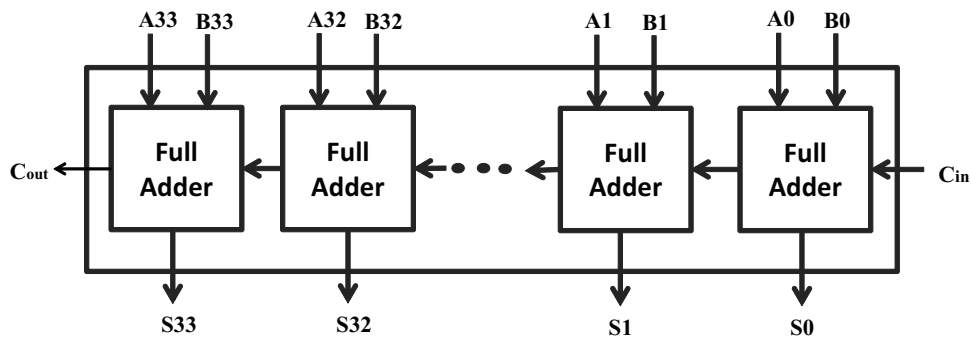 A33 B33 A32 B32 A1 B1 A0 B0
Full Adder
Full Adder
Full Adder
Full Adder
Cout
Cin
S33 S32 S1 S0